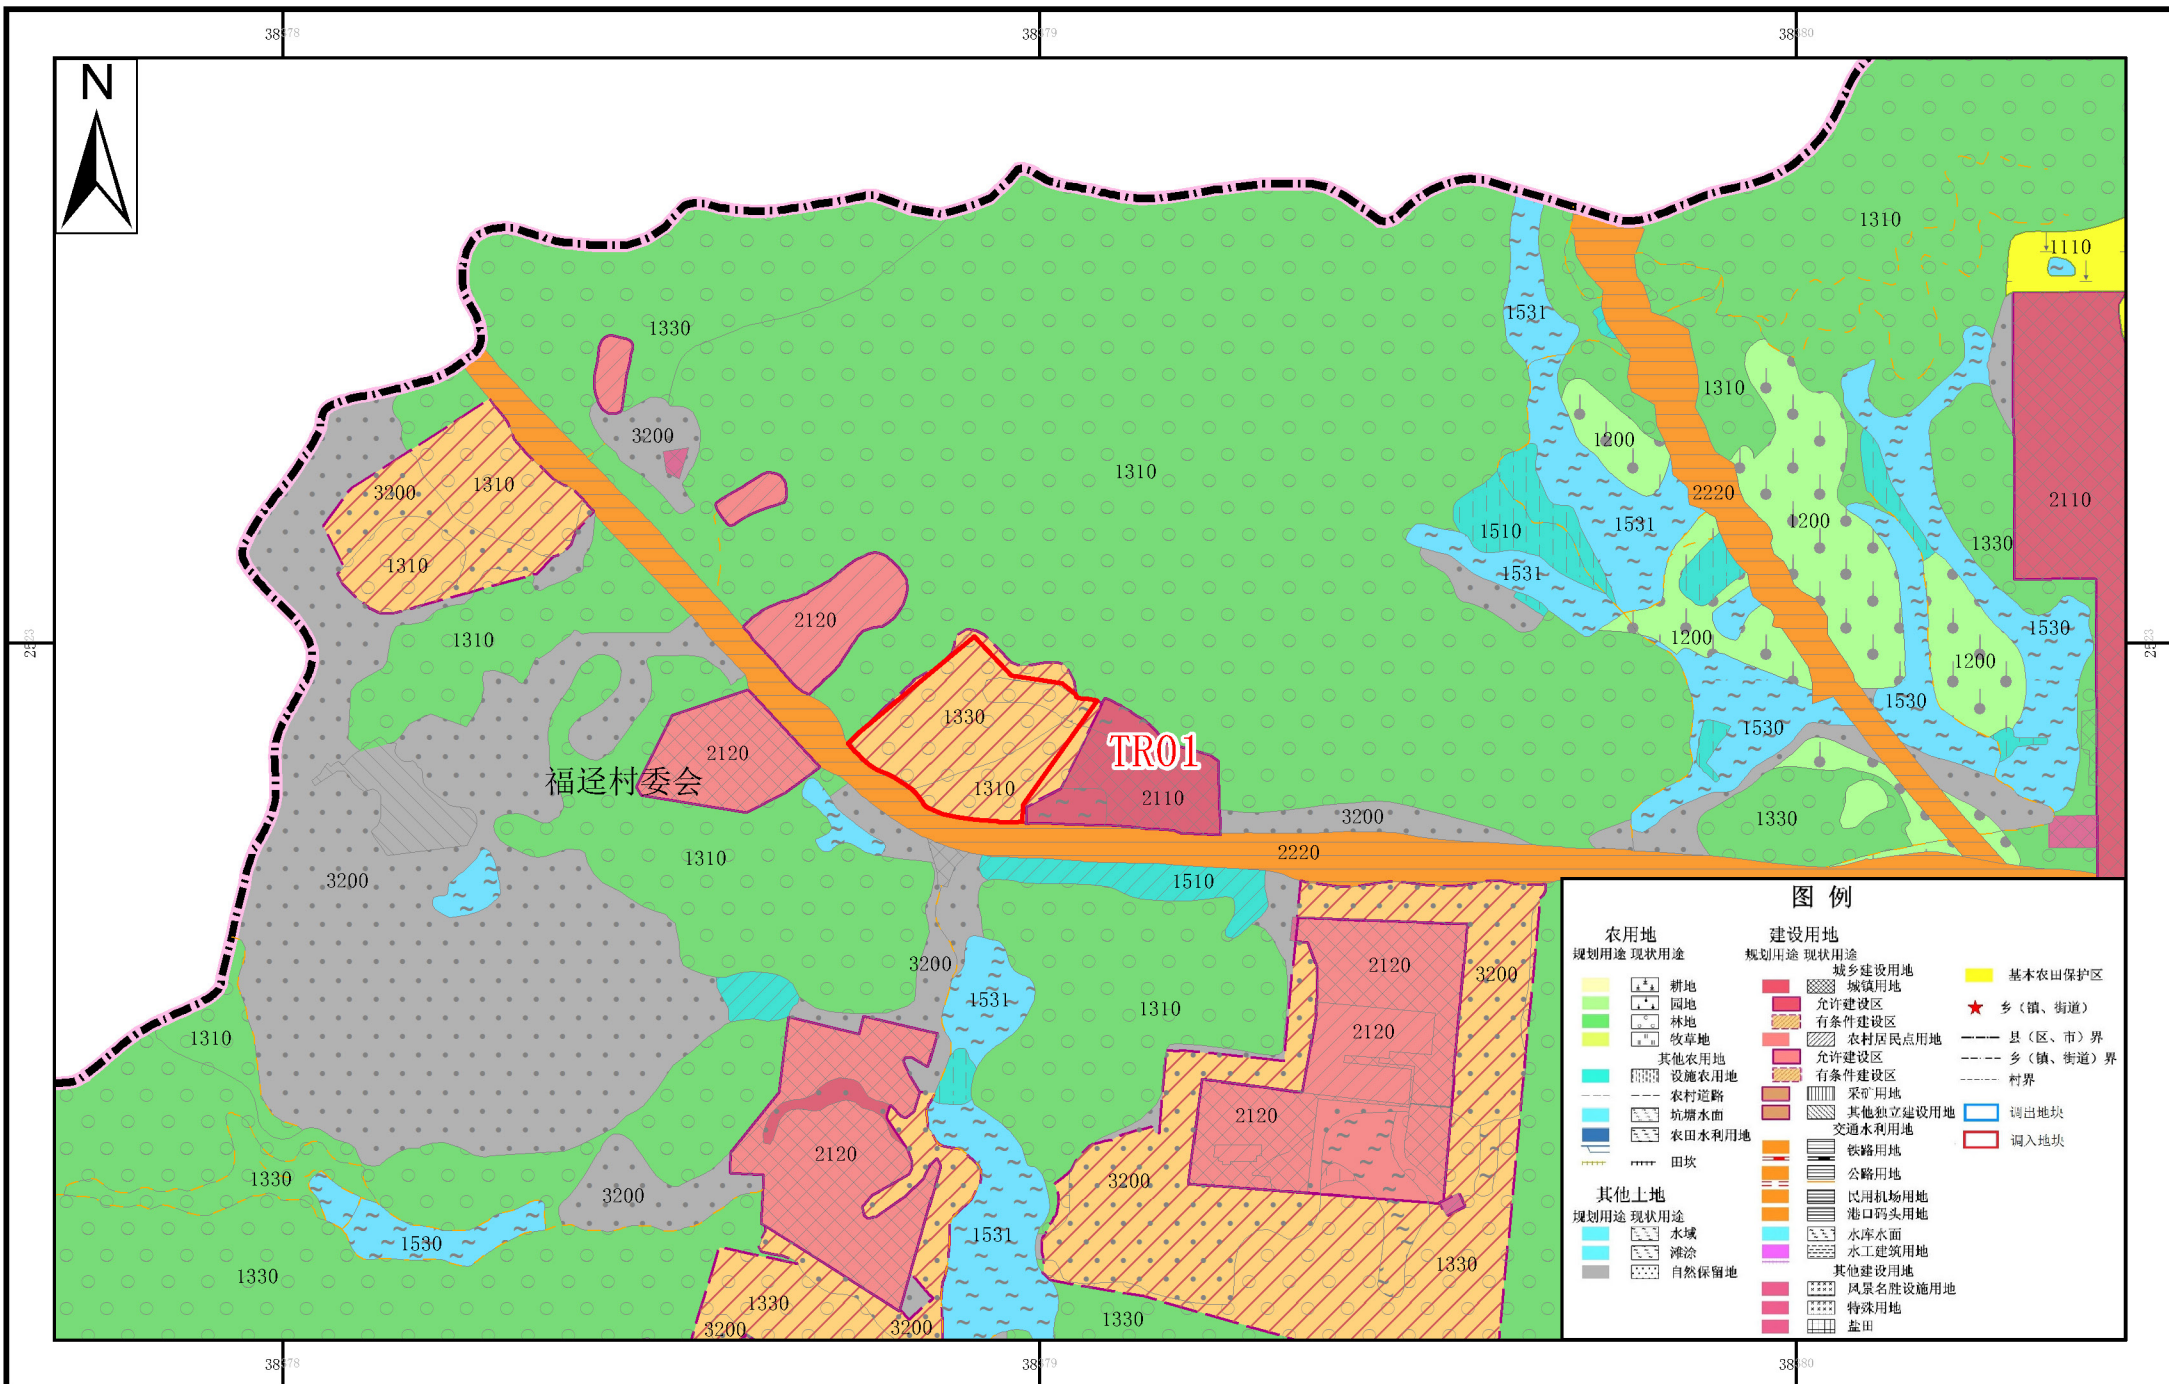 38378
38379
38380
N
1310
1110
1330
1531
1310
3200
1200
1310
3200
1310
2220
2110
1510
1531
1200
1330
1310
1531
2120
1310
1200
1530
1200
2523
2523
1330
2120
TR01
1530
1530
福迳村委会
1310
2110
3200
1330
1310
2220
3200
1510
图 例
农用地
建设用地
规划用途 现状用途
规划用途 现状用途
城乡建设用地
耕地
城镇用地
基本农田保护区
园地
允许建设区
乡（镇、街道）
林地
有条件建设区
牧草地
农村居民点用地
县（区、市）界
其他农用地
允许建设区
乡（镇、街道）界
设施农用地
有条件建设区
村界
农村道路
采矿用地
坑塘水面
其他独立建设用地
调出地块
农田水利用地
交通水利用地
调入地块
田坎
铁路用地
公路用地
其他土地
民用机场用地
规划用途 现状用途
港口码头用地
水域
水库水面
滩涂
水工建筑用地
自然保留地
其他建设用地
风景名胜设施用地
特殊用地
盐田
3200
2120
3200
1531
1310
2120
1310
2120
2120
1330
3200
3200
1530
1531
1330
1330
1330
1330
3200
3200
38378
38379
38380